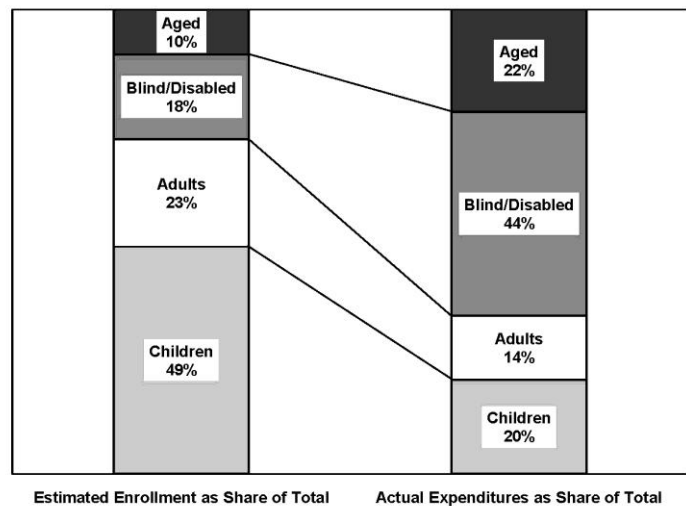 Aged
10%
Blind/Disabled
18%
Adults
23%
Children
49%
Aged
22%
Blind/Disabled
44%
Adults
14%
Children
20%
Estimated Enrollment as Share of Total
Actual Expenditures as Share of Total